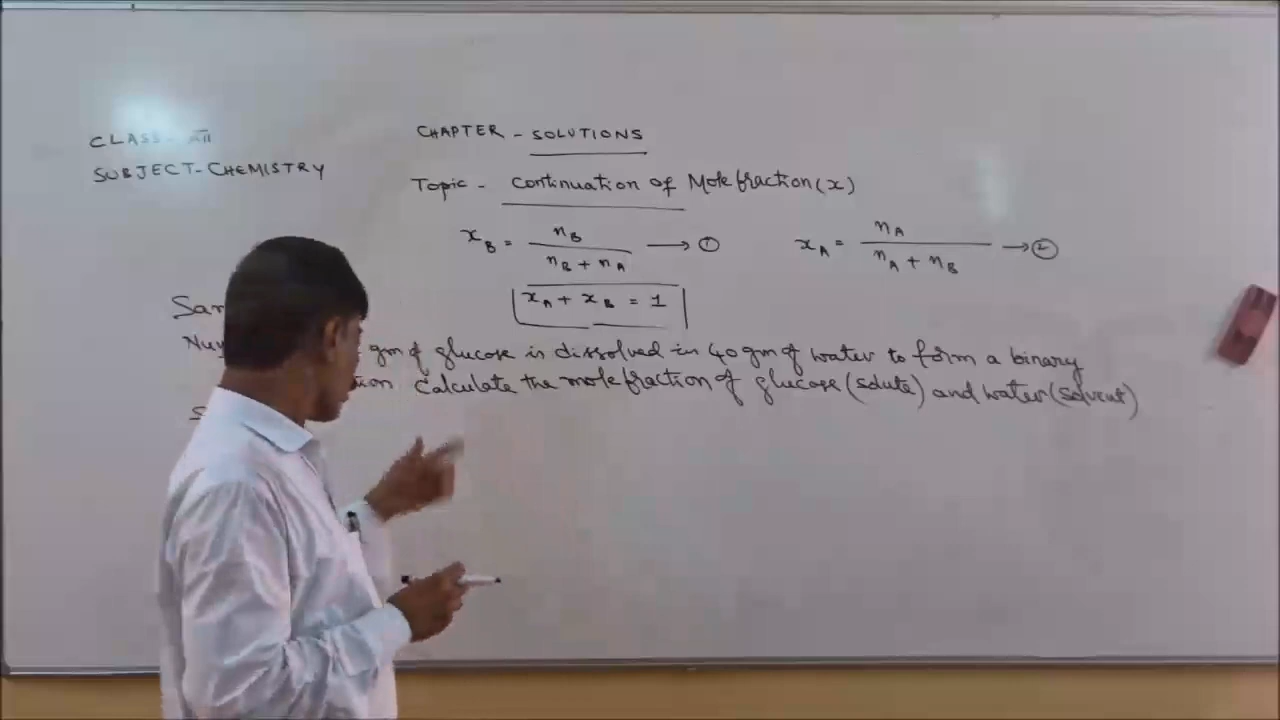 CLASS- XII
SUBJECT-CHEMISTRY
CHAPTER - SOLUTIONS
Topic - Continuation of Mole fraction (x)
x_B = n_B / (n_B + n_A) → ①
x_A = n_A / (n_A + n_B) → ②
x_A + x_B = 1
gm of glucose is dissolved in 40 gm of water to form a binary
Calculate the mole fraction of glucose (solute) and water (solvent)